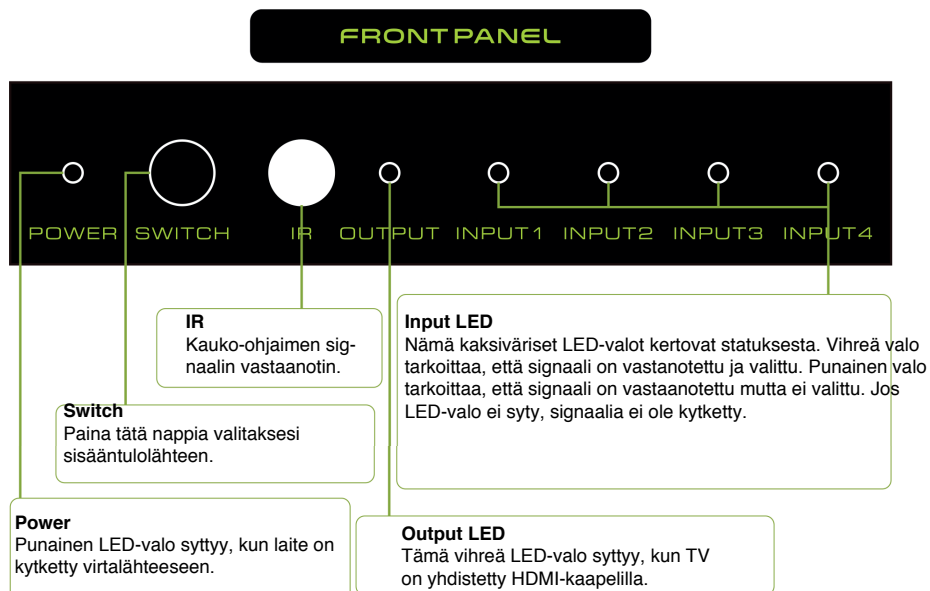 FRONT PANEL
POWER SWITCH IR OUTPUT INPUT1 INPUT2 INPUT3 INPUT4
IR
Kauko-ohjaimen sig-
naalin vastaanotin.
Input LED
Nämä kaksiväriset LED-valot kertovat statuksesta. Vihreä valo
tarkoittaa, että signaali on vastanotettu ja valittu. Punainen valo
tarkoittaa, että signaali on vastaanotettu mutta ei valittu. Jos
LED-valo ei syty, signaalia ei ole kytketty.
Switch
Paina tätä nappia valitaksesi
sisääntulolähteen.
Power
Punainen LED-valo syttyy, kun laite on
kytketty virtalähteeseen.
Output LED
Tämä vihreä LED-valo syttyy, kun TV
on yhdistetty HDMI-kaapelilla.